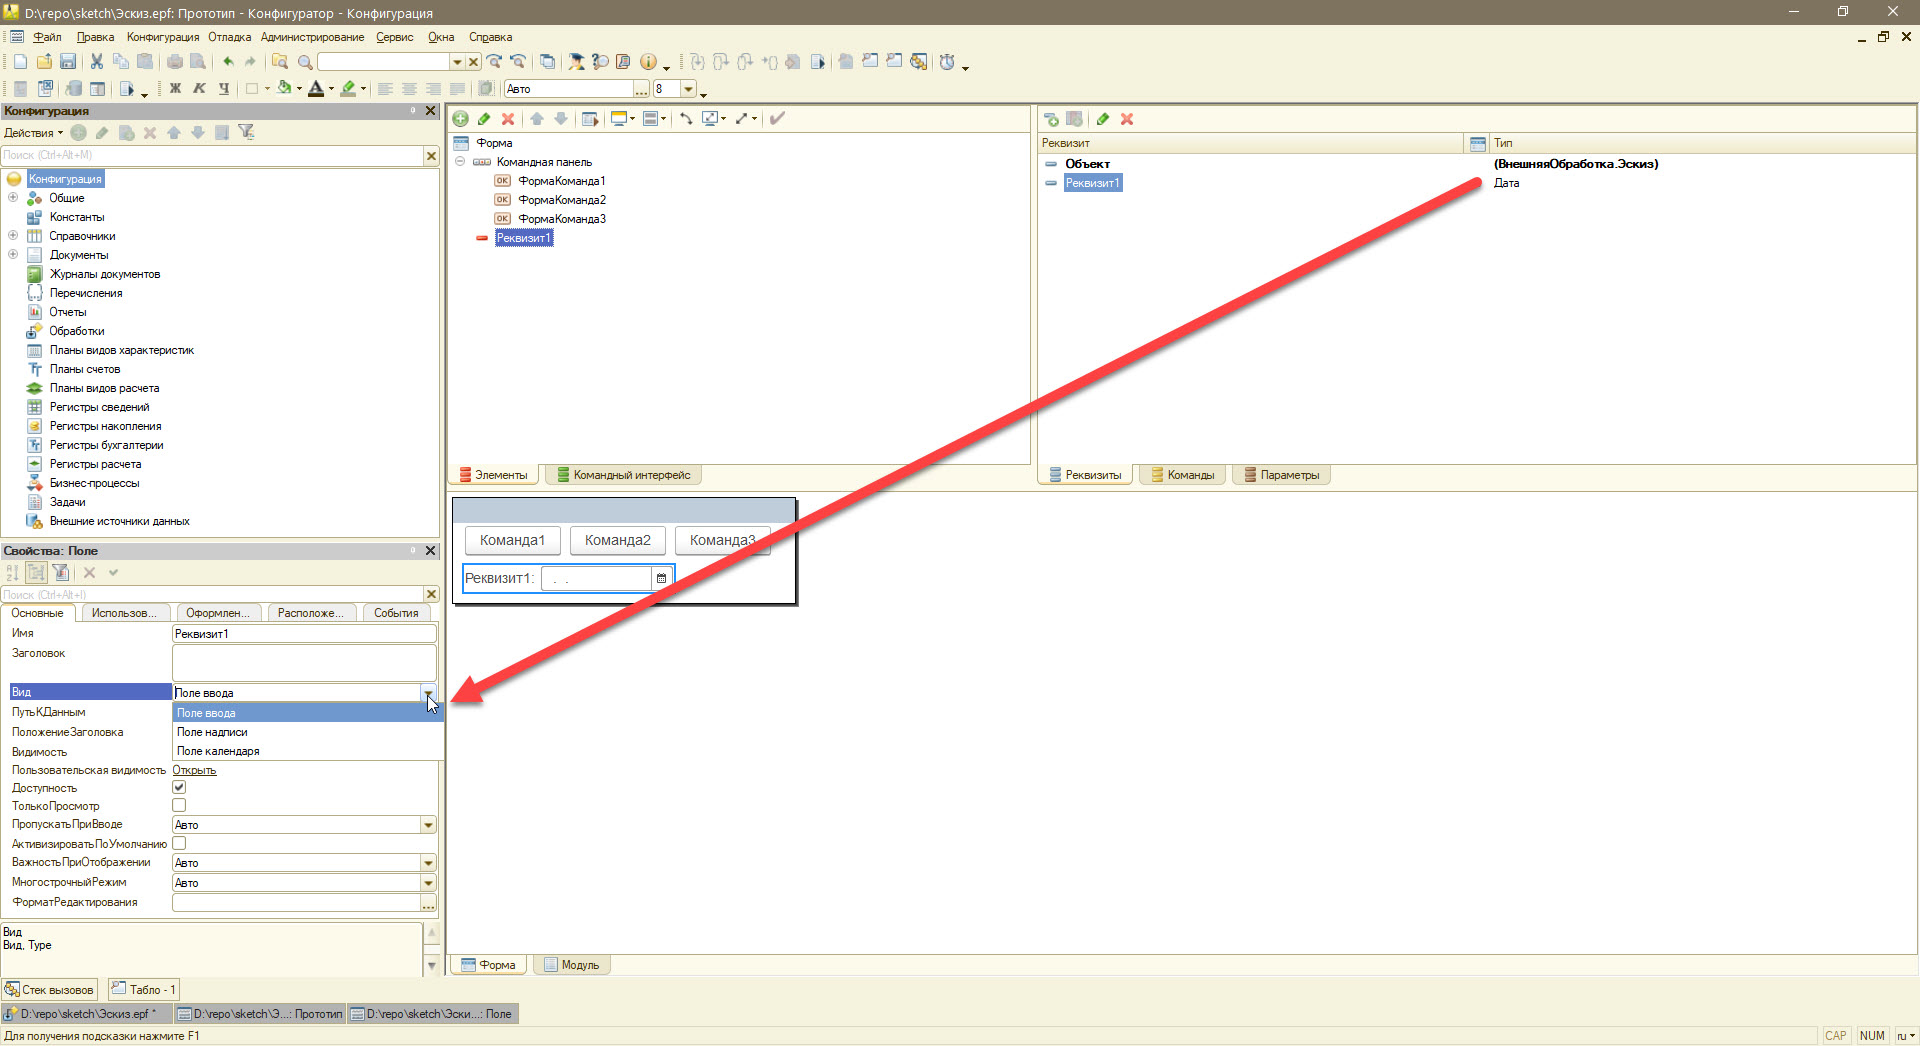 D:\repo\sketch\Эскиз.epf: Прототип - Конфигуратор - Конфигурация
Файл Правка Конфигурация Отладка Администрирование Сервис Окна Справка
Ж К Ч А Авто ... 8
Конфигурация
Действия
Поиск (Ctrl+Alt+M)
Конфигурация
Общие
Константы
Справочники
Документы
Журналы документов
Перечисления
Отчеты
Обработки
Планы видов характеристик
Планы счетов
Планы видов расчета
Регистры сведений
Регистры накопления
Регистры бухгалтерии
Регистры расчета
Бизнес-процессы
Задачи
Внешние источники данных
Форма
Командная панель
OK ФормаКоманда1
OK ФормаКоманда2
OK ФормаКоманда3
Реквизит1
Элементы Командный интерфейс
Реквизит Тип
Объект (ВнешняяОбработка.Эскиз)
Реквизит1 Дата
Реквизиты Команды Параметры
Команда1 Команда2 Команда3
Реквизит1: . .
Свойства: Поле
Поиск (Ctrl+Alt+I)
Основные Использов... Оформлен... Расположе... События
Имя Реквизит1
Заголовок
Вид Поле ввода
Поле ввода
Поле надписи
Поле календаря
ПутьКДанным
ПоложениеЗаголовка
Видимость
Пользовательская видимость Открыть
Доступность
ТолькоПросмотр
ПропускатьПриВводе Авто
АктивизироватьПоУмолчанию
ВажностьПриОтображении Авто
МногострочныйРежим Авто
ФорматРедактирования ...
Вид
Вид, Type
Форма Модуль
Стек вызовов Табло - 1
D:\repo\sketch\Эскиз.epf * D:\repo\sketch\Э...: Прототип D:\repo\sketch\Эски...: Поле
Для получения подсказки нажмите F1 CAP NUM ru